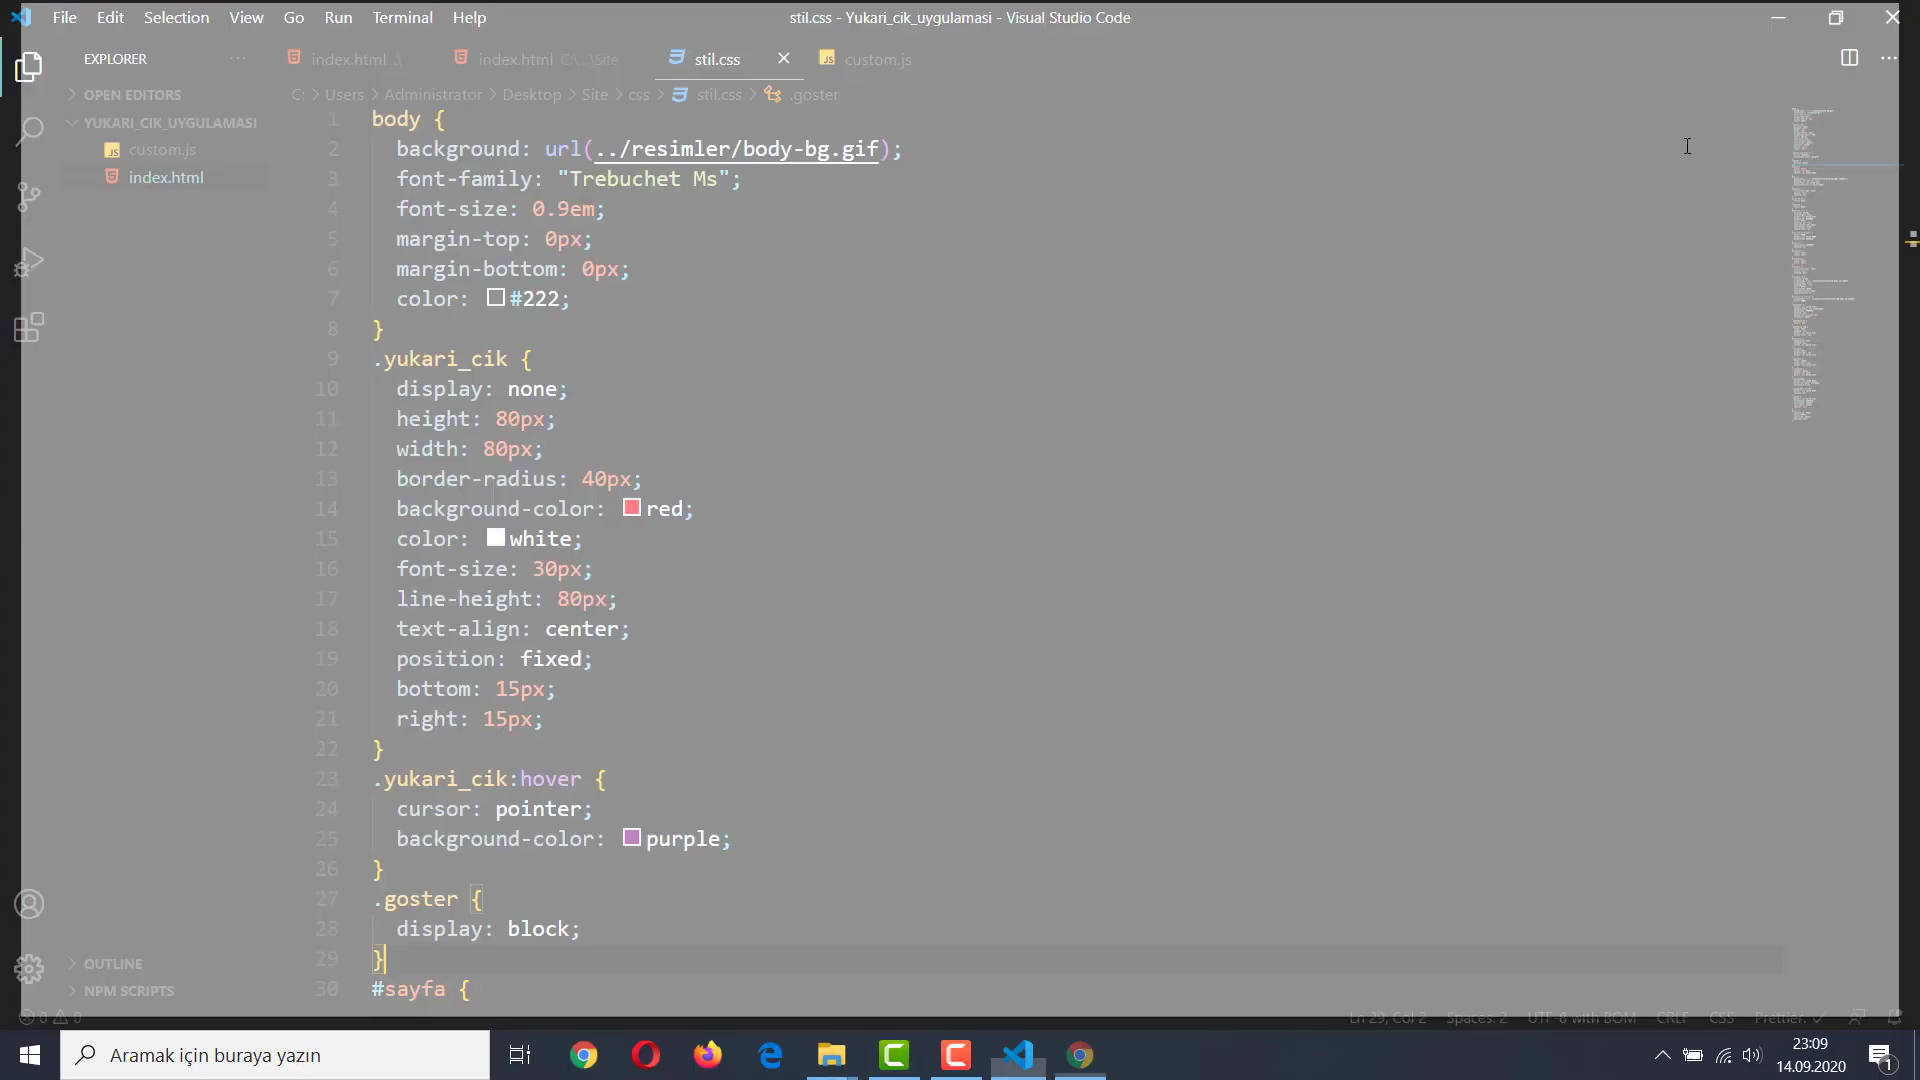 File Edit Selection View Go Run Terminal Help
stil.css - Yukari_cik_uygulamasi - Visual Studio Code
EXPLORER ···
index.html .\ index.html C:\...\Site stil.css custom.js
OPEN EDITORS
C: > Users > Administrator > Desktop > Site > css > stil.css > .goster
YUKARI_CIK_UYGULAMASI
custom.js
index.html
1 body {
2 background: url(../resimler/body-bg.gif);
3 font-family: "Trebuchet Ms";
4 font-size: 0.9em;
5 margin-top: 0px;
6 margin-bottom: 0px;
7 color: #222;
8 }
9 .yukari_cik {
10 display: none;
11 height: 80px;
12 width: 80px;
13 border-radius: 40px;
14 background-color: red;
15 color: white;
16 font-size: 30px;
17 line-height: 80px;
18 text-align: center;
19 position: fixed;
20 bottom: 15px;
21 right: 15px;
22 }
23 .yukari_cik:hover {
24 cursor: pointer;
25 background-color: purple;
26 }
27 .goster {
28 display: block;
29 }
30 #sayfa {
OUTLINE
NPM SCRIPTS
0 0 Ln 29, Col 2 Spaces: 2 UTF-8 with BOM CRLF CSS Prettier: ✓
Aramak için buraya yazın
23:09
14.09.2020
1